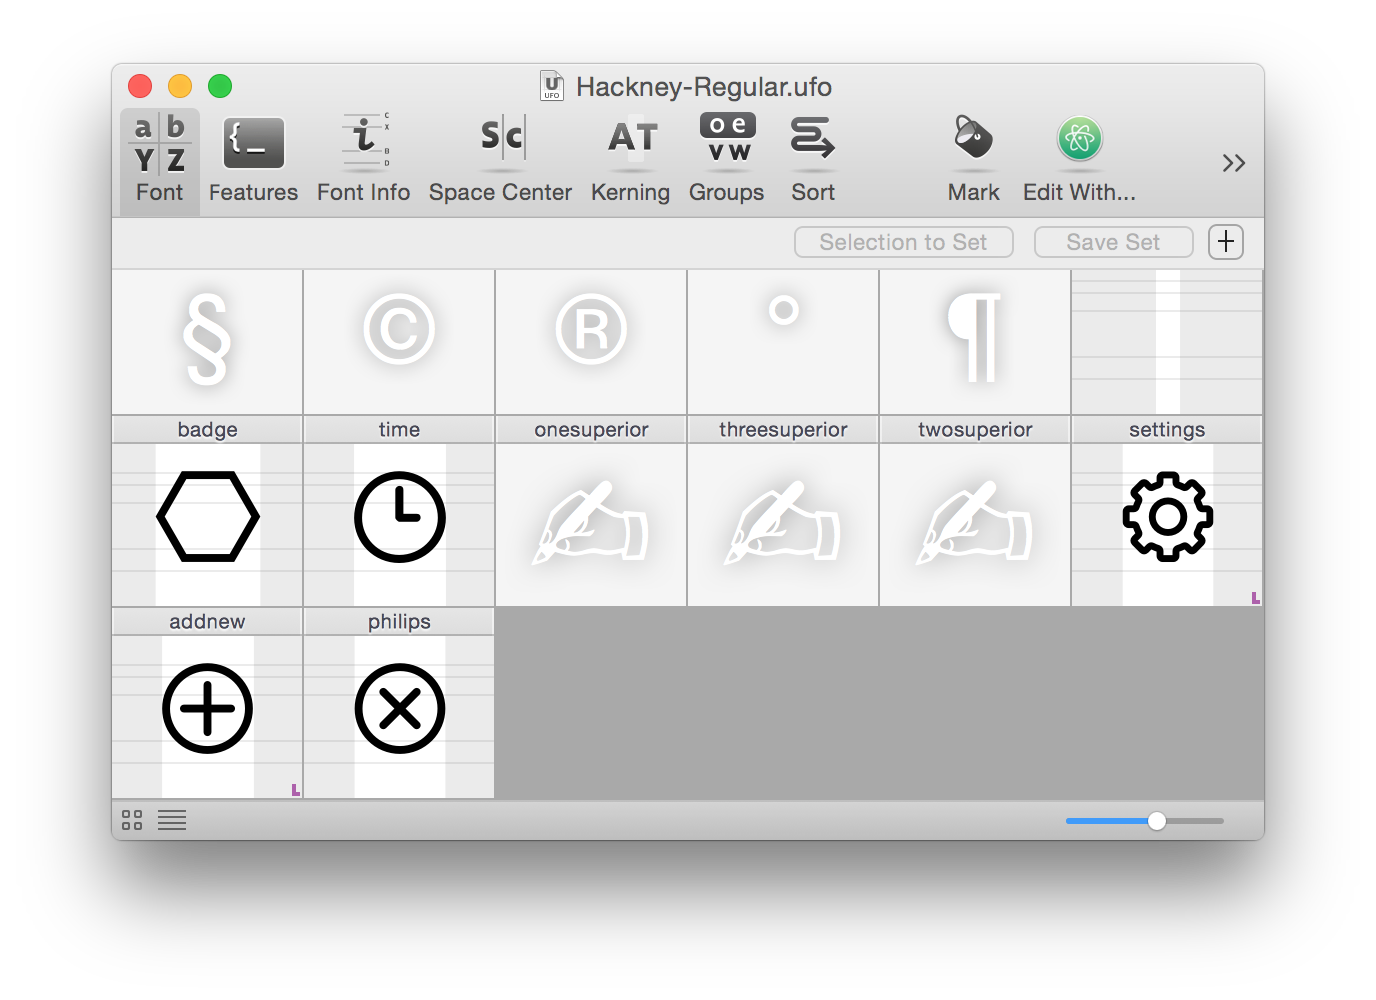 Hackney-Regular.ufo
Font Features Font Info Space Center Kerning Groups Sort Mark Edit With...
Selection to Set Save Set +
§ © ® ° ¶
badge time onesuperior threesuperior twosuperior settings
addnew philips